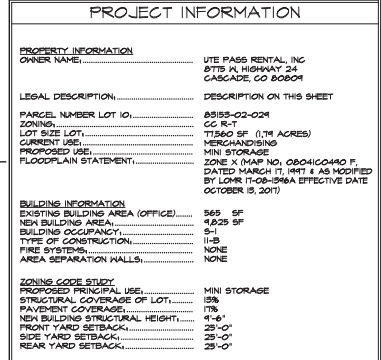 PROJECT INFORMATION
PROPERTY INFORMATION
OWNER NAME: UTE PASS RENTAL, INC
8775 W. HIGHWAY 24
CASCADE, CO 80809
LEGAL DESCRIPTION: DESCRIPTION ON THIS SHEET
PARCEL NUMBER LOT 10: 83153-02-029
ZONING: CC R-T
LOT SIZE LOT: 77,560 SF (1.79 ACRES)
CURRENT USE: MERCHANDISING
PROPOSED USE: MINI STORAGE
FLOODPLAIN STATEMENT: ZONE X (MAP NO. 08041C0490 F,
DATED MARCH 17, 1997 & AS MODIFIED
BY LOMR 17-08-1396A EFFECTIVE DATE
OCTOBER 13, 2017)
BUILDING INFORMATION
EXISTING BUILDING AREA (OFFICE) 565 SF
NEW BUILDING AREA: 9,825 SF
BUILDING OCCUPANCY: S-1
TYPE OF CONSTRUCTION: II-B
FIRE SYSTEMS: NONE
AREA SEPARATION WALLS: NONE
ZONING CODE STUDY
PROPOSED PRINCIPAL USE: MINI STORAGE
STRUCTURAL COVERAGE OF LOT: 13%
PAVEMENT COVERAGE: 17%
NEW BUILDING STRUCTURAL HEIGHT: 9'-6"
FRONT YARD SETBACK: 25'-0"
SIDE YARD SETBACK: 25'-0"
REAR YARD SETBACK: 25'-0"